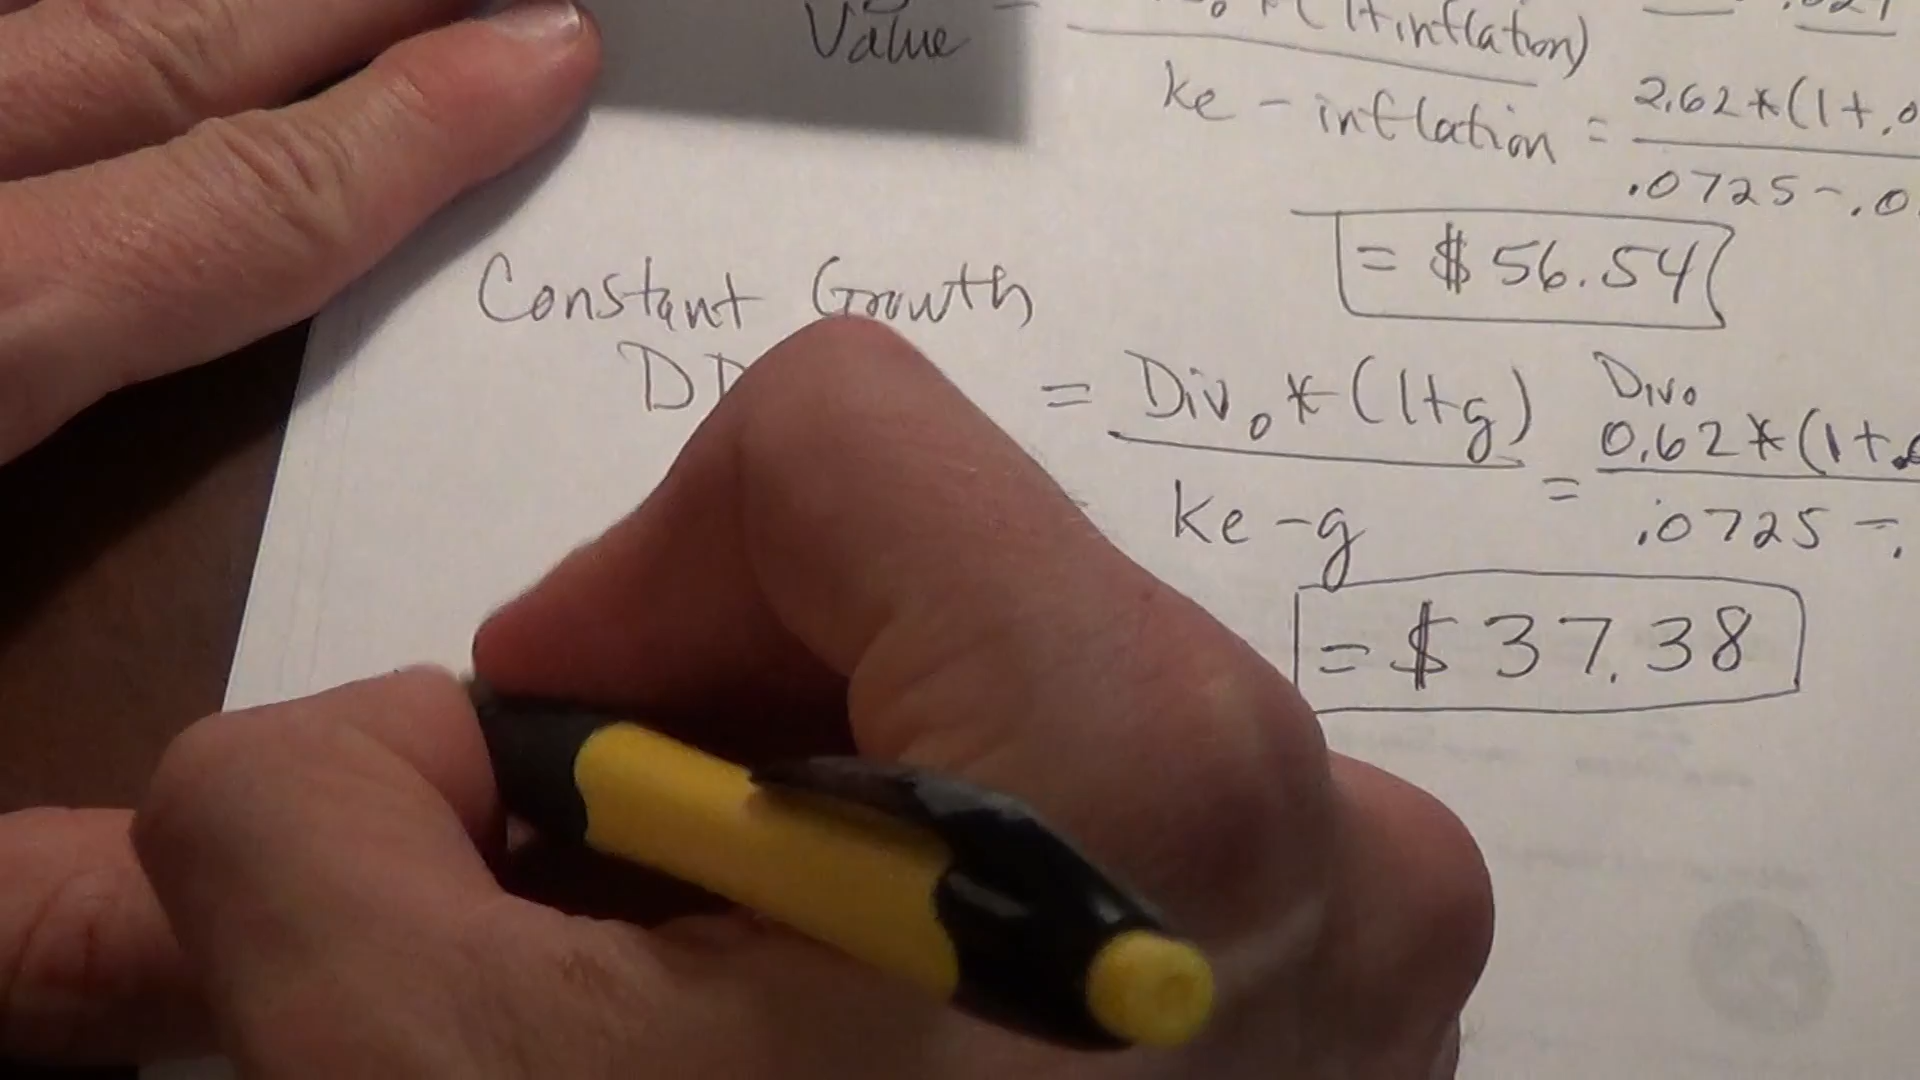 Value =
(1+inflation)
ke - inflation = 2.62*(1+.0
.0725-.0
= $56.54
Constant Growth
DD
= Div₀*(1+g)
ke-g
= Div₀
0.62*(1+.0
.0725-.
= $37.38